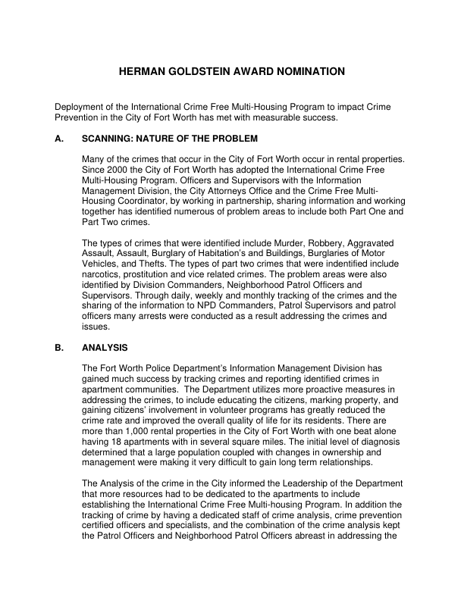 HERMAN GOLDSTEIN AWARD NOMINATION
Deployment of the International Crime Free Multi-Housing Program to impact Crime
Prevention in the City of Fort Worth has met with measurable success.
A. SCANNING: NATURE OF THE PROBLEM
Many of the crimes that occur in the City of Fort Worth occur in rental properties.
Since 2000 the City of Fort Worth has adopted the International Crime Free
Multi-Housing Program. Officers and Supervisors with the Information
Management Division, the City Attorneys Office and the Crime Free Multi-
Housing Coordinator, by working in partnership, sharing information and working
together has identified numerous of problem areas to include both Part One and
Part Two crimes.
The types of crimes that were identified include Murder, Robbery, Aggravated
Assault, Assault, Burglary of Habitation's and Buildings, Burglaries of Motor
Vehicles, and Thefts. The types of part two crimes that were indentified include
narcotics, prostitution and vice related crimes. The problem areas were also
identified by Division Commanders, Neighborhood Patrol Officers and
Supervisors. Through daily, weekly and monthly tracking of the crimes and the
sharing of the information to NPD Commanders, Patrol Supervisors and patrol
officers many arrests were conducted as a result addressing the crimes and
issues.
B. ANALYSIS
The Fort Worth Police Department's Information Management Division has
gained much success by tracking crimes and reporting identified crimes in
apartment communities. The Department utilizes more proactive measures in
addressing the crimes, to include educating the citizens, marking property, and
gaining citizens' involvement in volunteer programs has greatly reduced the
crime rate and improved the overall quality of life for its residents. There are
more than 1,000 rental properties in the City of Fort Worth with one beat alone
having 18 apartments with in several square miles. The initial level of diagnosis
determined that a large population coupled with changes in ownership and
management were making it very difficult to gain long term relationships.
The Analysis of the crime in the City informed the Leadership of the Department
that more resources had to be dedicated to the apartments to include
establishing the International Crime Free Multi-housing Program. In addition the
tracking of crime by having a dedicated staff of crime analysis, crime prevention
certified officers and specialists, and the combination of the crime analysis kept
the Patrol Officers and Neighborhood Patrol Officers abreast in addressing the